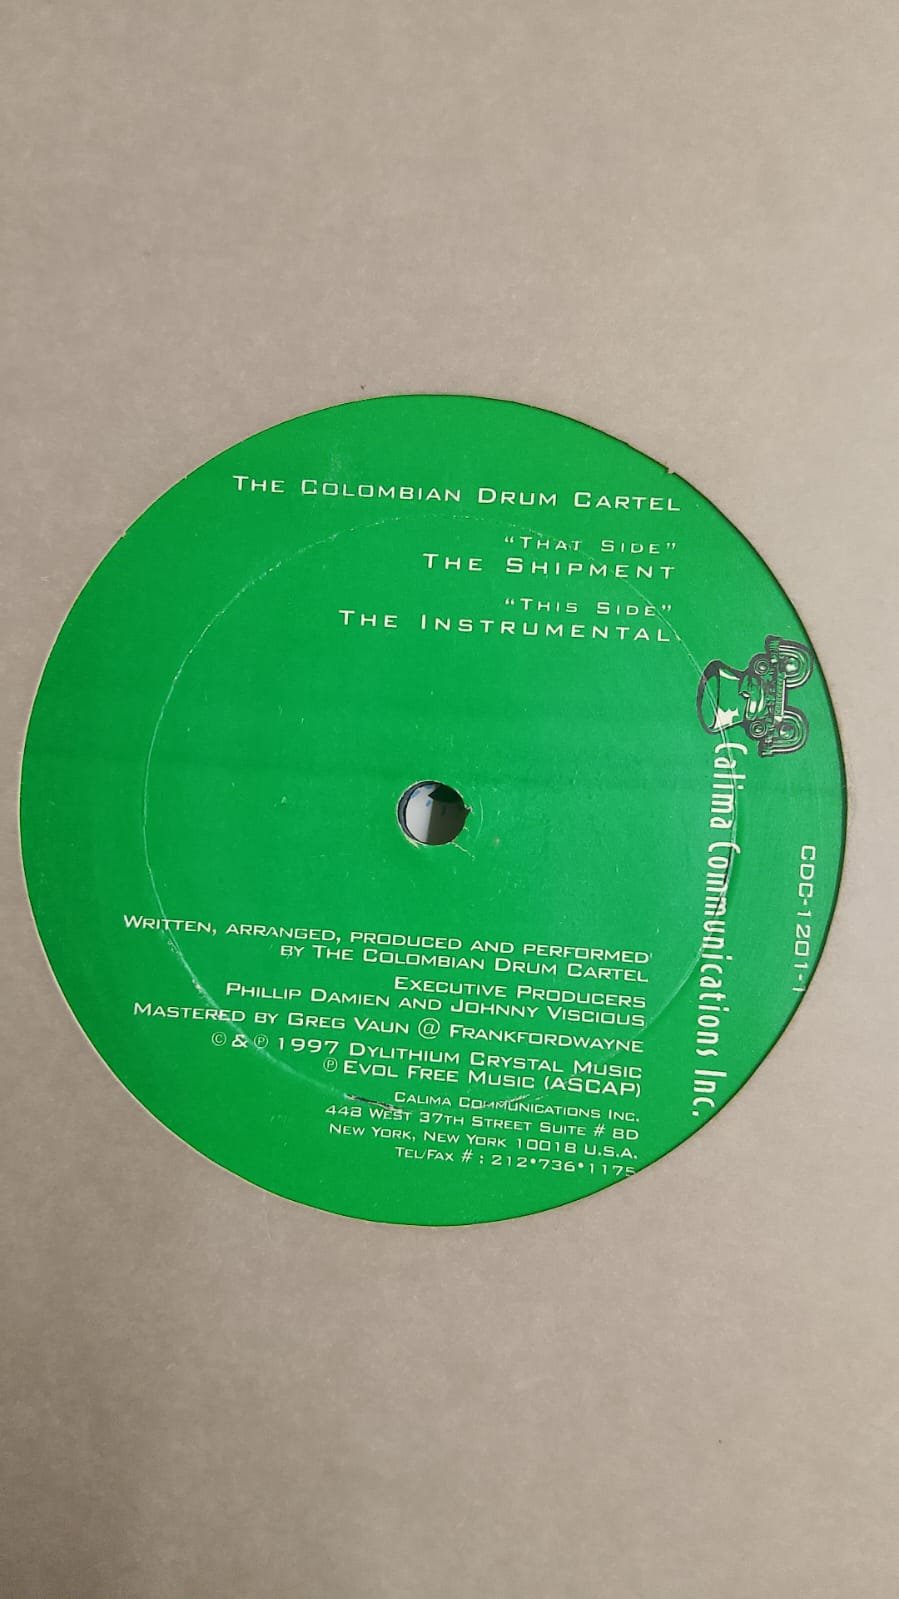 The Colombian Drum Cartel
"That Side"
The Shipment
"This Side"
The Instrumental
Calima Communications Inc.
CDC-1201-1
Written, arranged, produced and performed
by The Colombian Drum Cartel
Executive Producers
Phillip Damien and Johnny Viscious
Mastered by Greg Vaun @ Frankfordwayne
© & ℗ 1997 Dylithium Crystal Music
℗ Evol Free Music (ASCAP)
Calima Communications Inc.
448 West 37th Street Suite # 8D
New York, New York 10018 U.S.A.
Tel/Fax # : 212•736•1175